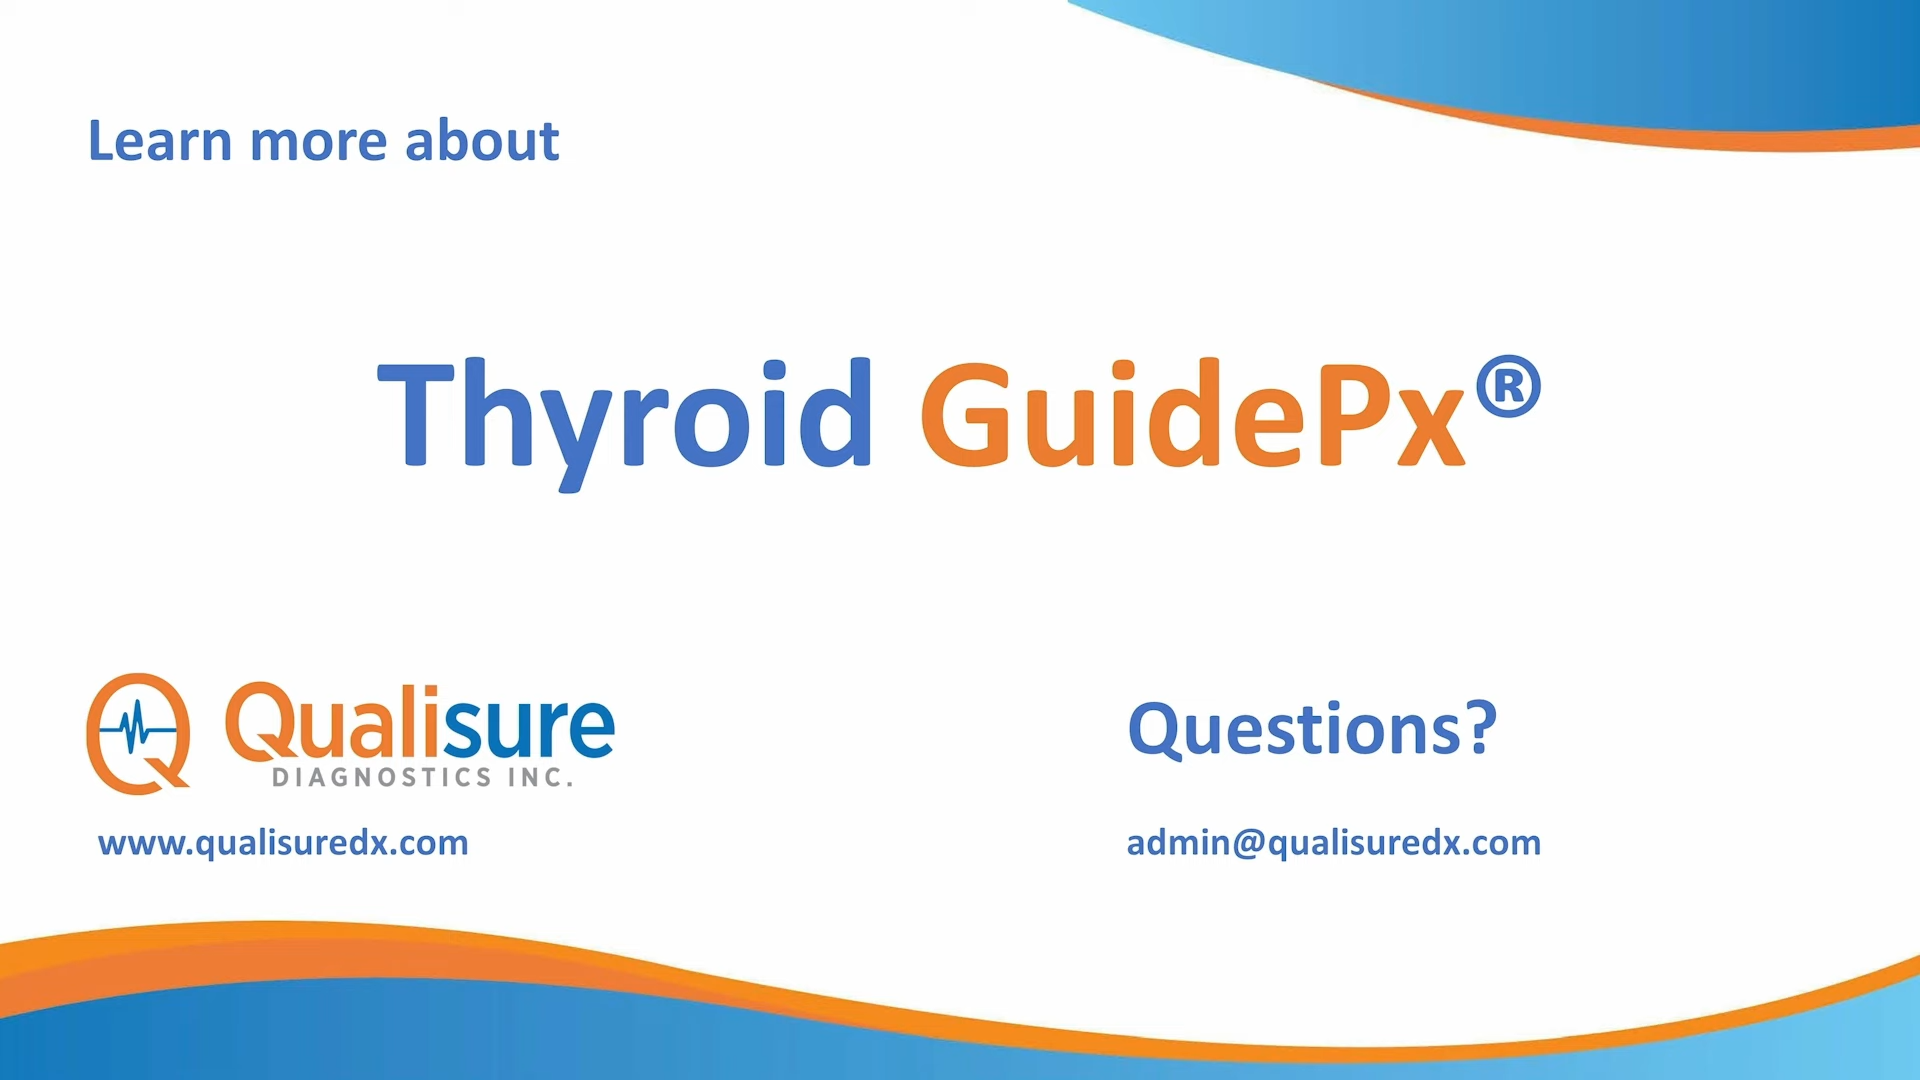 Learn more about
Thyroid GuidePx®
Qualisure
DIAGNOSTICS INC.
www.qualisuredx.com
Questions?
admin@qualisuredx.com